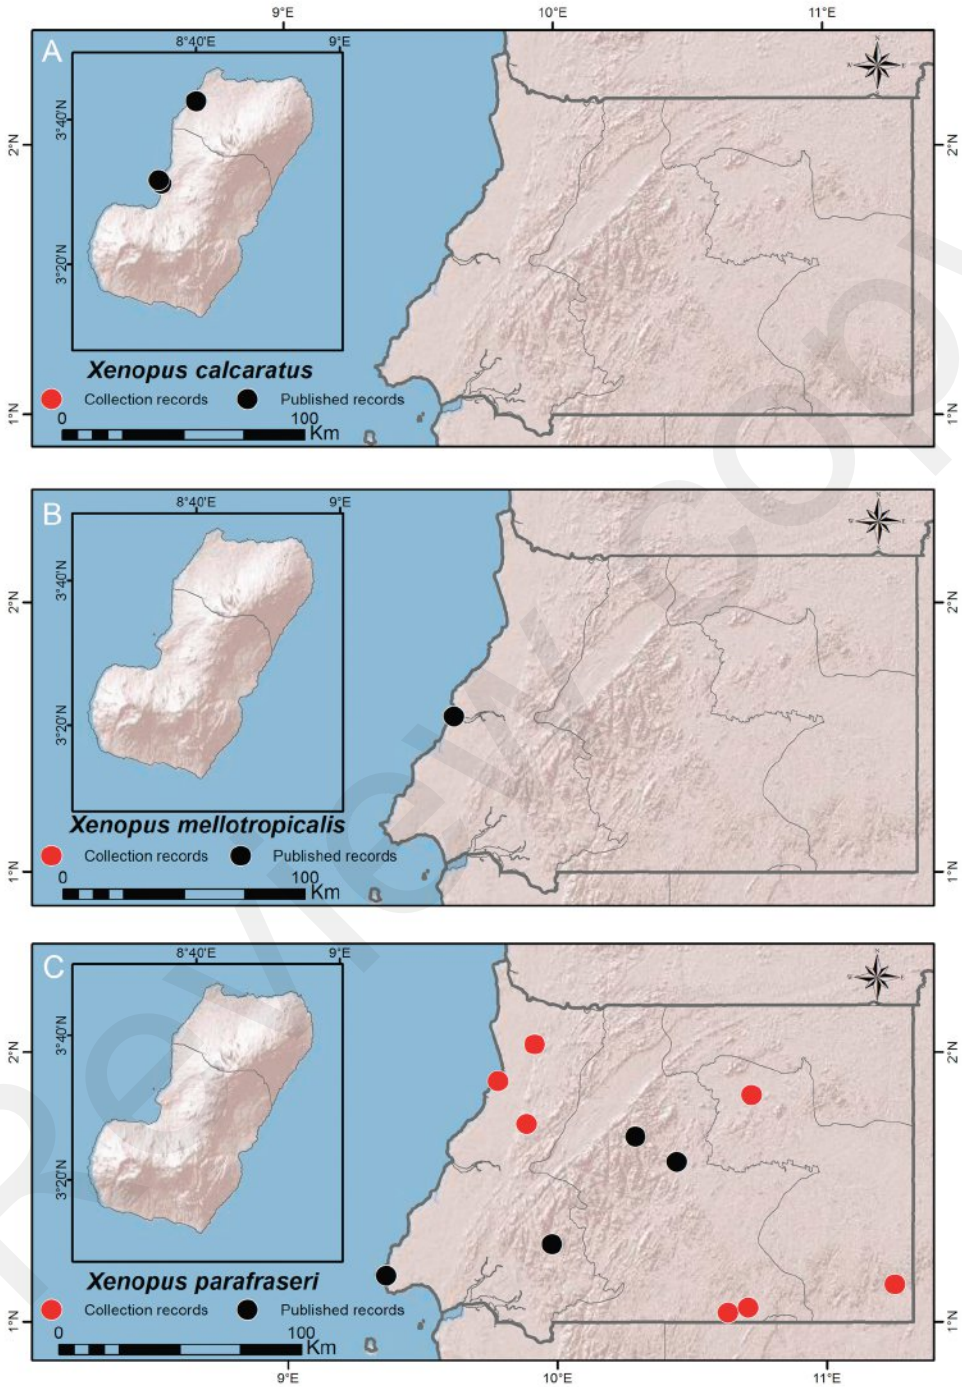 9°E 10°E 11°E
A
8°40'E 9°E
3°40'N
3°20'N
2°N 2°N
1°N 1°N
N
W E
S
Xenopus calcaratus
Collection records Published records
0 100
Km
B
8°40'E 9°E
3°40'N
3°20'N
2°N 2°N
1°N 1°N
N
W E
S
Xenopus mellotropicalis
Collection records Published records
0 100
Km
C
8°40'E 9°E
3°40'N
3°20'N
2°N 2°N
1°N 1°N
N
W E
S
Xenopus parafraseri
Collection records Published records
0 100
Km
9°E 10°E 11°E
Review copy